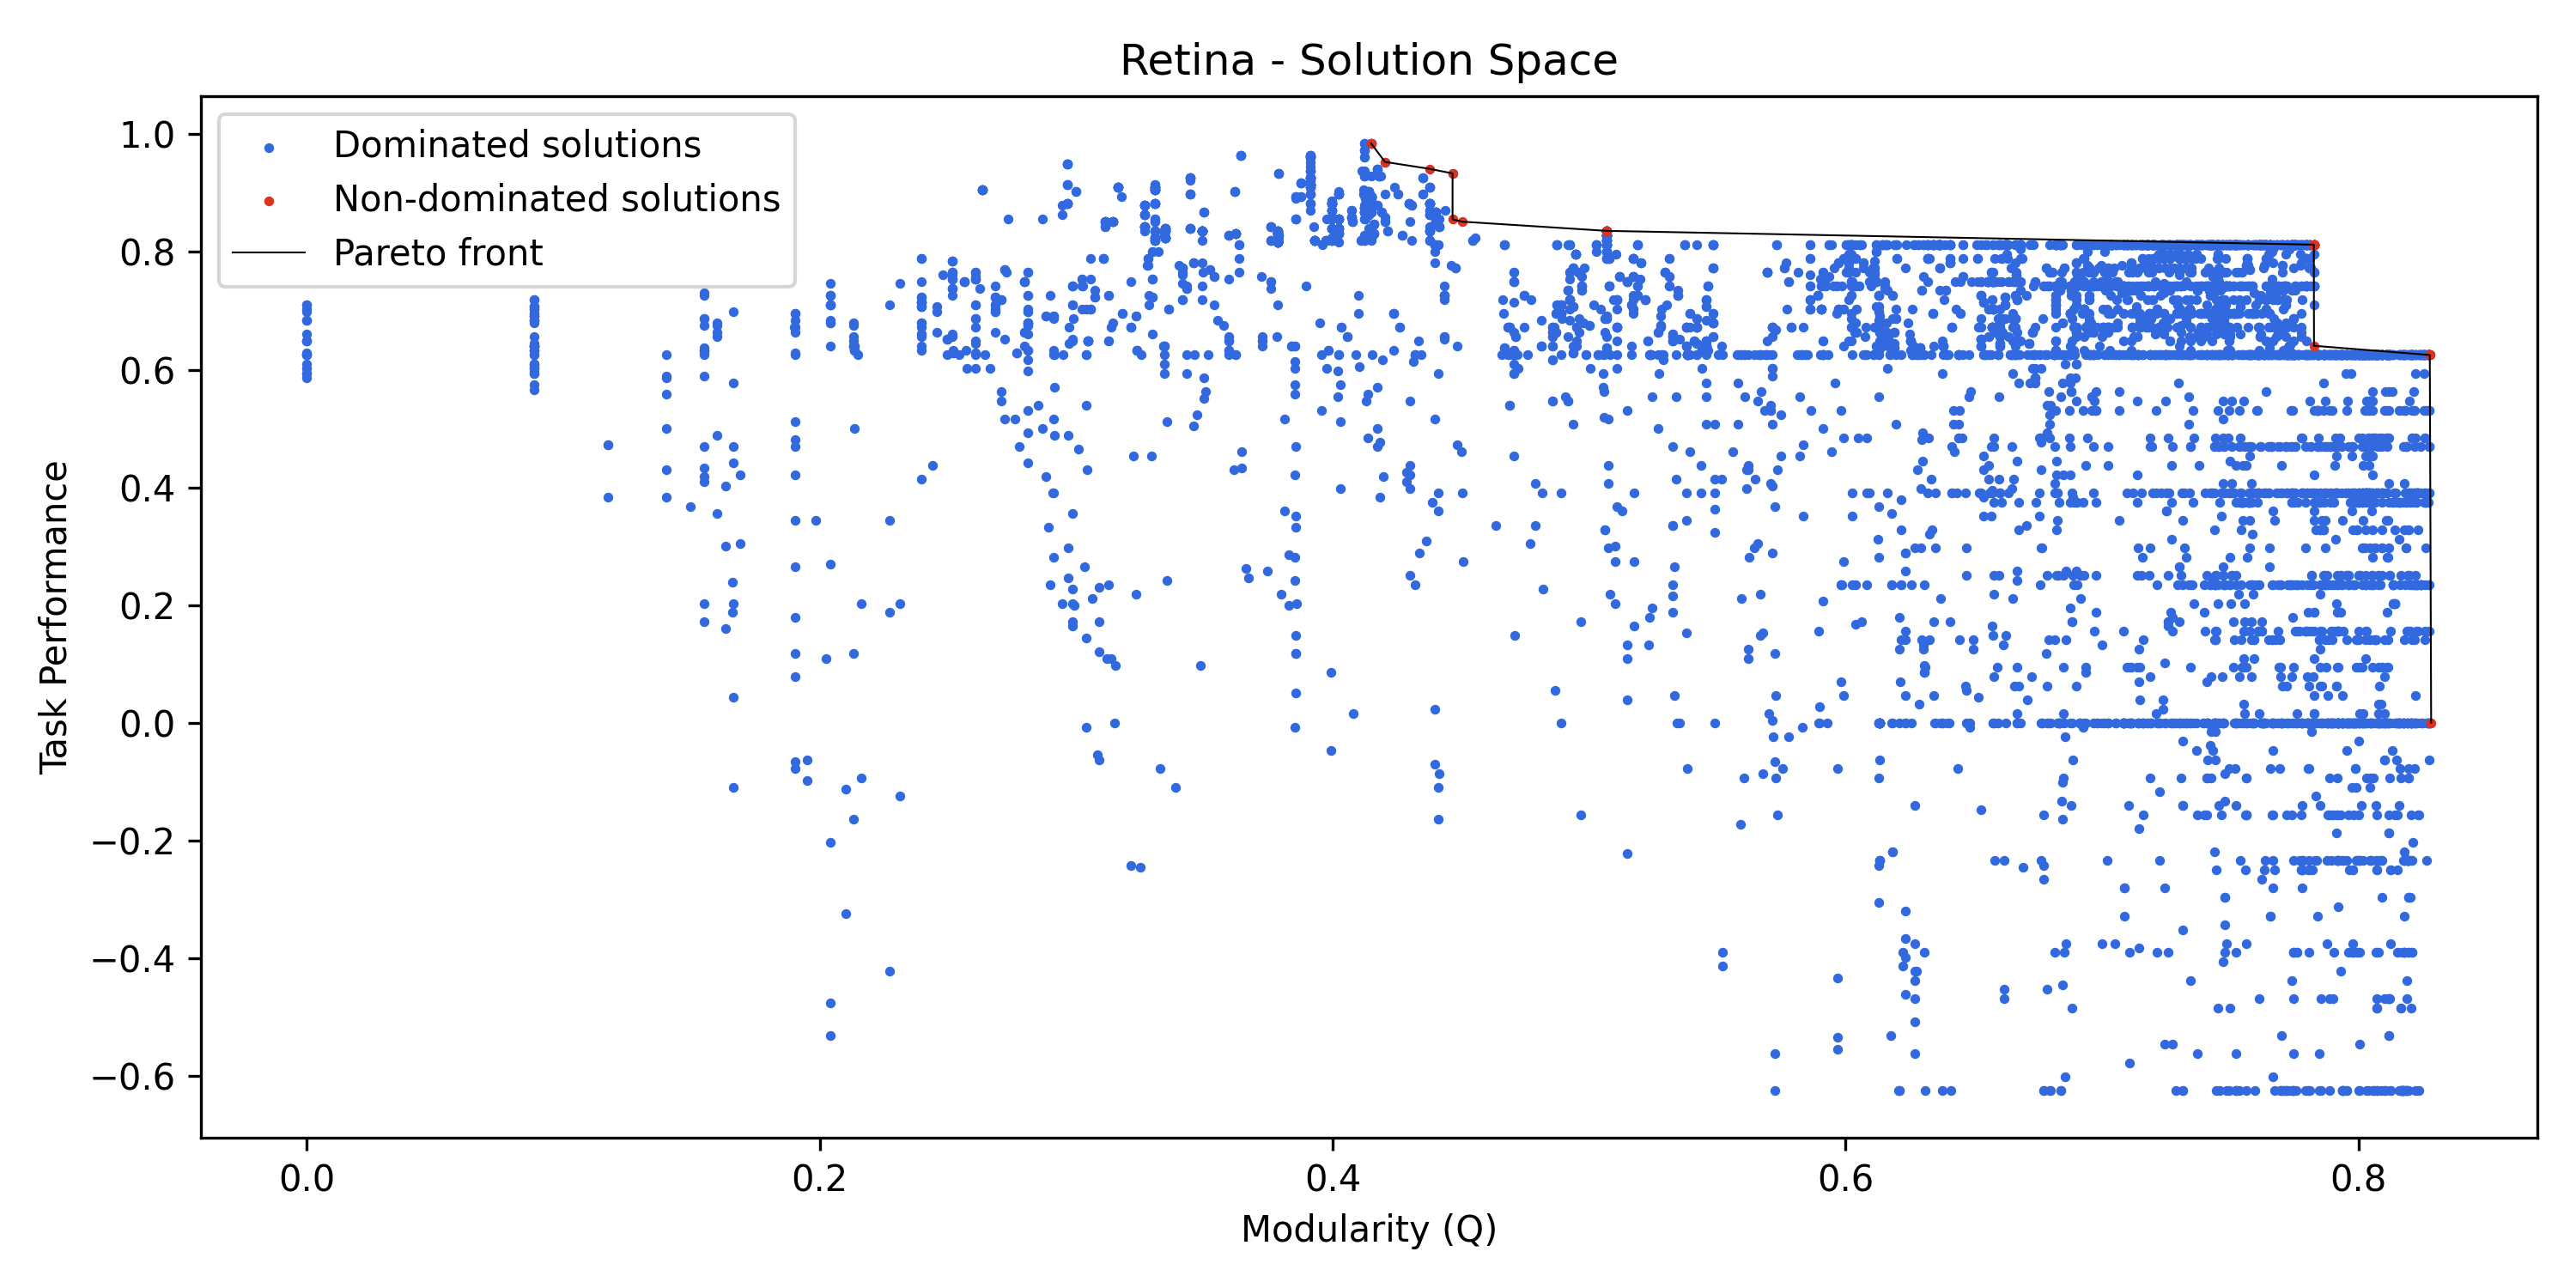 Retina - Solution Space
Dominated solutions
Non-dominated solutions
Pareto front
1.0
0.8
0.6
0.4
0.2
0.0
−0.2
−0.4
−0.6
Task Performance
0.0 0.2 0.4 0.6 0.8
Modularity (Q)